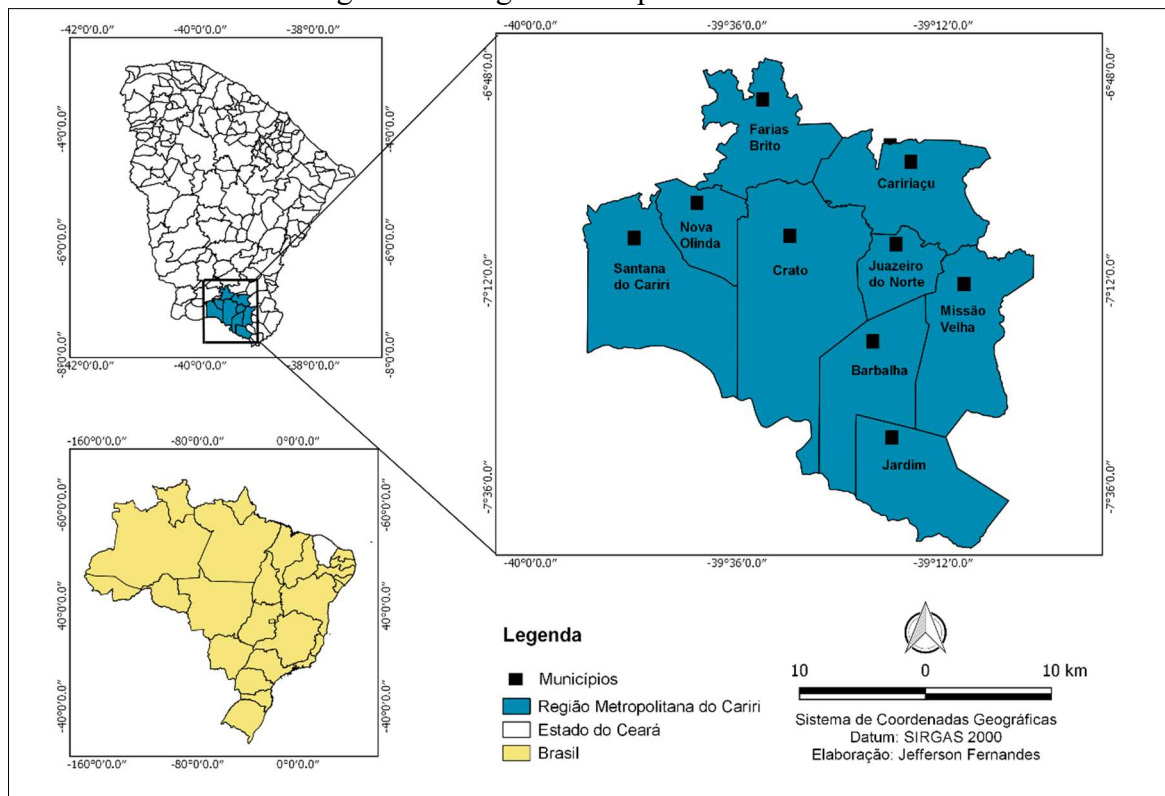 -42°0'0.0" -40°0'0.0" -38°0'0.0"
-4°0'0.0" -4°0'0.0"
-6°0'0.0" -6°0'0.0"
-8°0'0.0" -8°0'0.0"
-42°0'0.0" -40°0'0.0" -38°0'0.0"
-40°0'0.0" -39°36'0.0" -39°12'0.0"
-6°48'0.0" -6°48'0.0"
-7°12'0.0" -7°12'0.0"
-7°36'0.0" -7°36'0.0"
-40°0'0.0" -39°36'0.0" -39°12'0.0"
Farias
Brito
Caririaçu
Nova
Olinda
Santana
do Cariri
Crato
Juazeiro
do Norte
Missão
Velha
Barbalha
Jardim
-160°0'0.0" -80°0'0.0" 0°0'0.0"
-60°0'0.0" -60°0'0.0"
40°0'0.0" 40°0'0.0"
-40°0'0.0" -40°0'0.0"
-160°0'0.0" -80°0'0.0" 0°0'0.0"
Legenda
Municípios
Região Metropolitana do Cariri
Estado do Ceará
Brasil
10 0 10 km
Sistema de Coordenadas Geográficas
Datum: SIRGAS 2000
Elaboração: Jefferson Fernandes